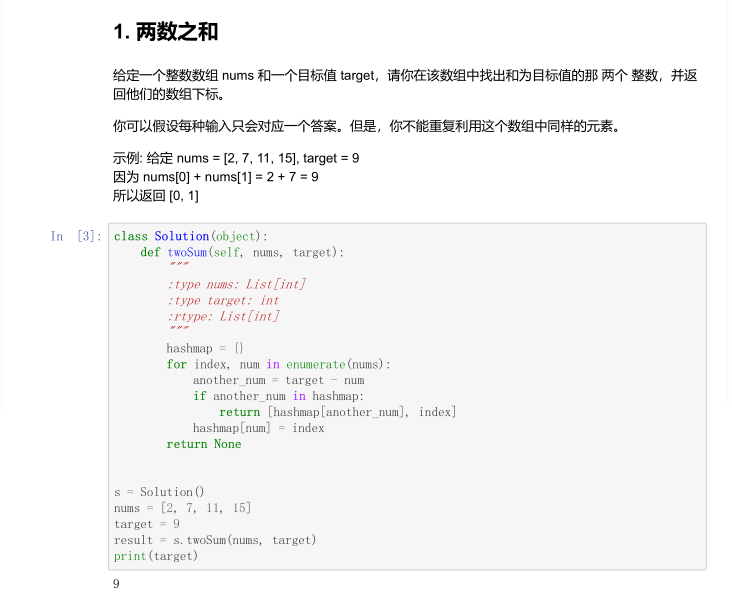 1. 两数之和
给定一个整数数组 nums 和一个目标值 target，请你在该数组中找出和为目标值的那 两个 整数，并返
回他们的数组下标。
你可以假设每种输入只会对应一个答案。但是，你不能重复利用这个数组中同样的元素。
示例: 给定 nums = [2, 7, 11, 15], target = 9
因为 nums[0] + nums[1] = 2 + 7 = 9
所以返回 [0, 1]
In [3]:
class Solution(object):
    def twoSum(self, nums, target):
        """
        :type nums: List[int]
        :type target: int
        :rtype: List[int]
        """
        hashmap = {}
        for index, num in enumerate(nums):
            another_num = target - num
            if another_num in hashmap:
                return [hashmap[another_num], index]
            hashmap[num] = index
        return None
s = Solution()
nums = [2, 7, 11, 15]
target = 9
result = s.twoSum(nums, target)
print(target)
9